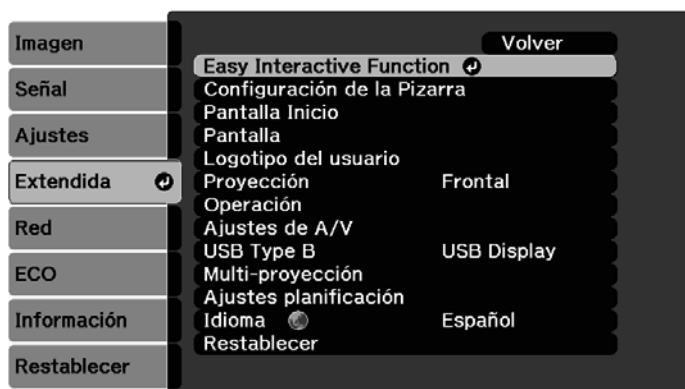 Imagen
Señal
Ajustes
Extendida
Red
ECO
Información
Restablecer
Volver
Easy Interactive Function
Configuración de la Pizarra
Pantalla Inicio
Pantalla
Logotipo del usuario
Proyección Frontal
Operación
Ajustes de A/V
USB Type B USB Display
Multi-proyección
Ajustes planificación
Idioma Español
Restablecer